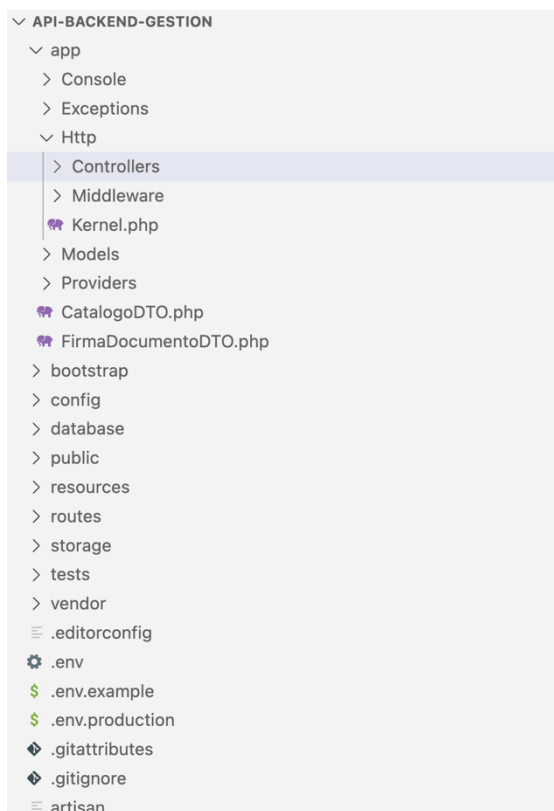 API-BACKEND-GESTION
app
Console
Exceptions
Http
Controllers
Middleware
Kernel.php
Models
Providers
CatalogoDTO.php
FirmaDocumentoDTO.php
bootstrap
config
database
public
resources
routes
storage
tests
vendor
.editorconfig
.env
.env.example
.env.production
.gitattributes
.gitignore
artisan